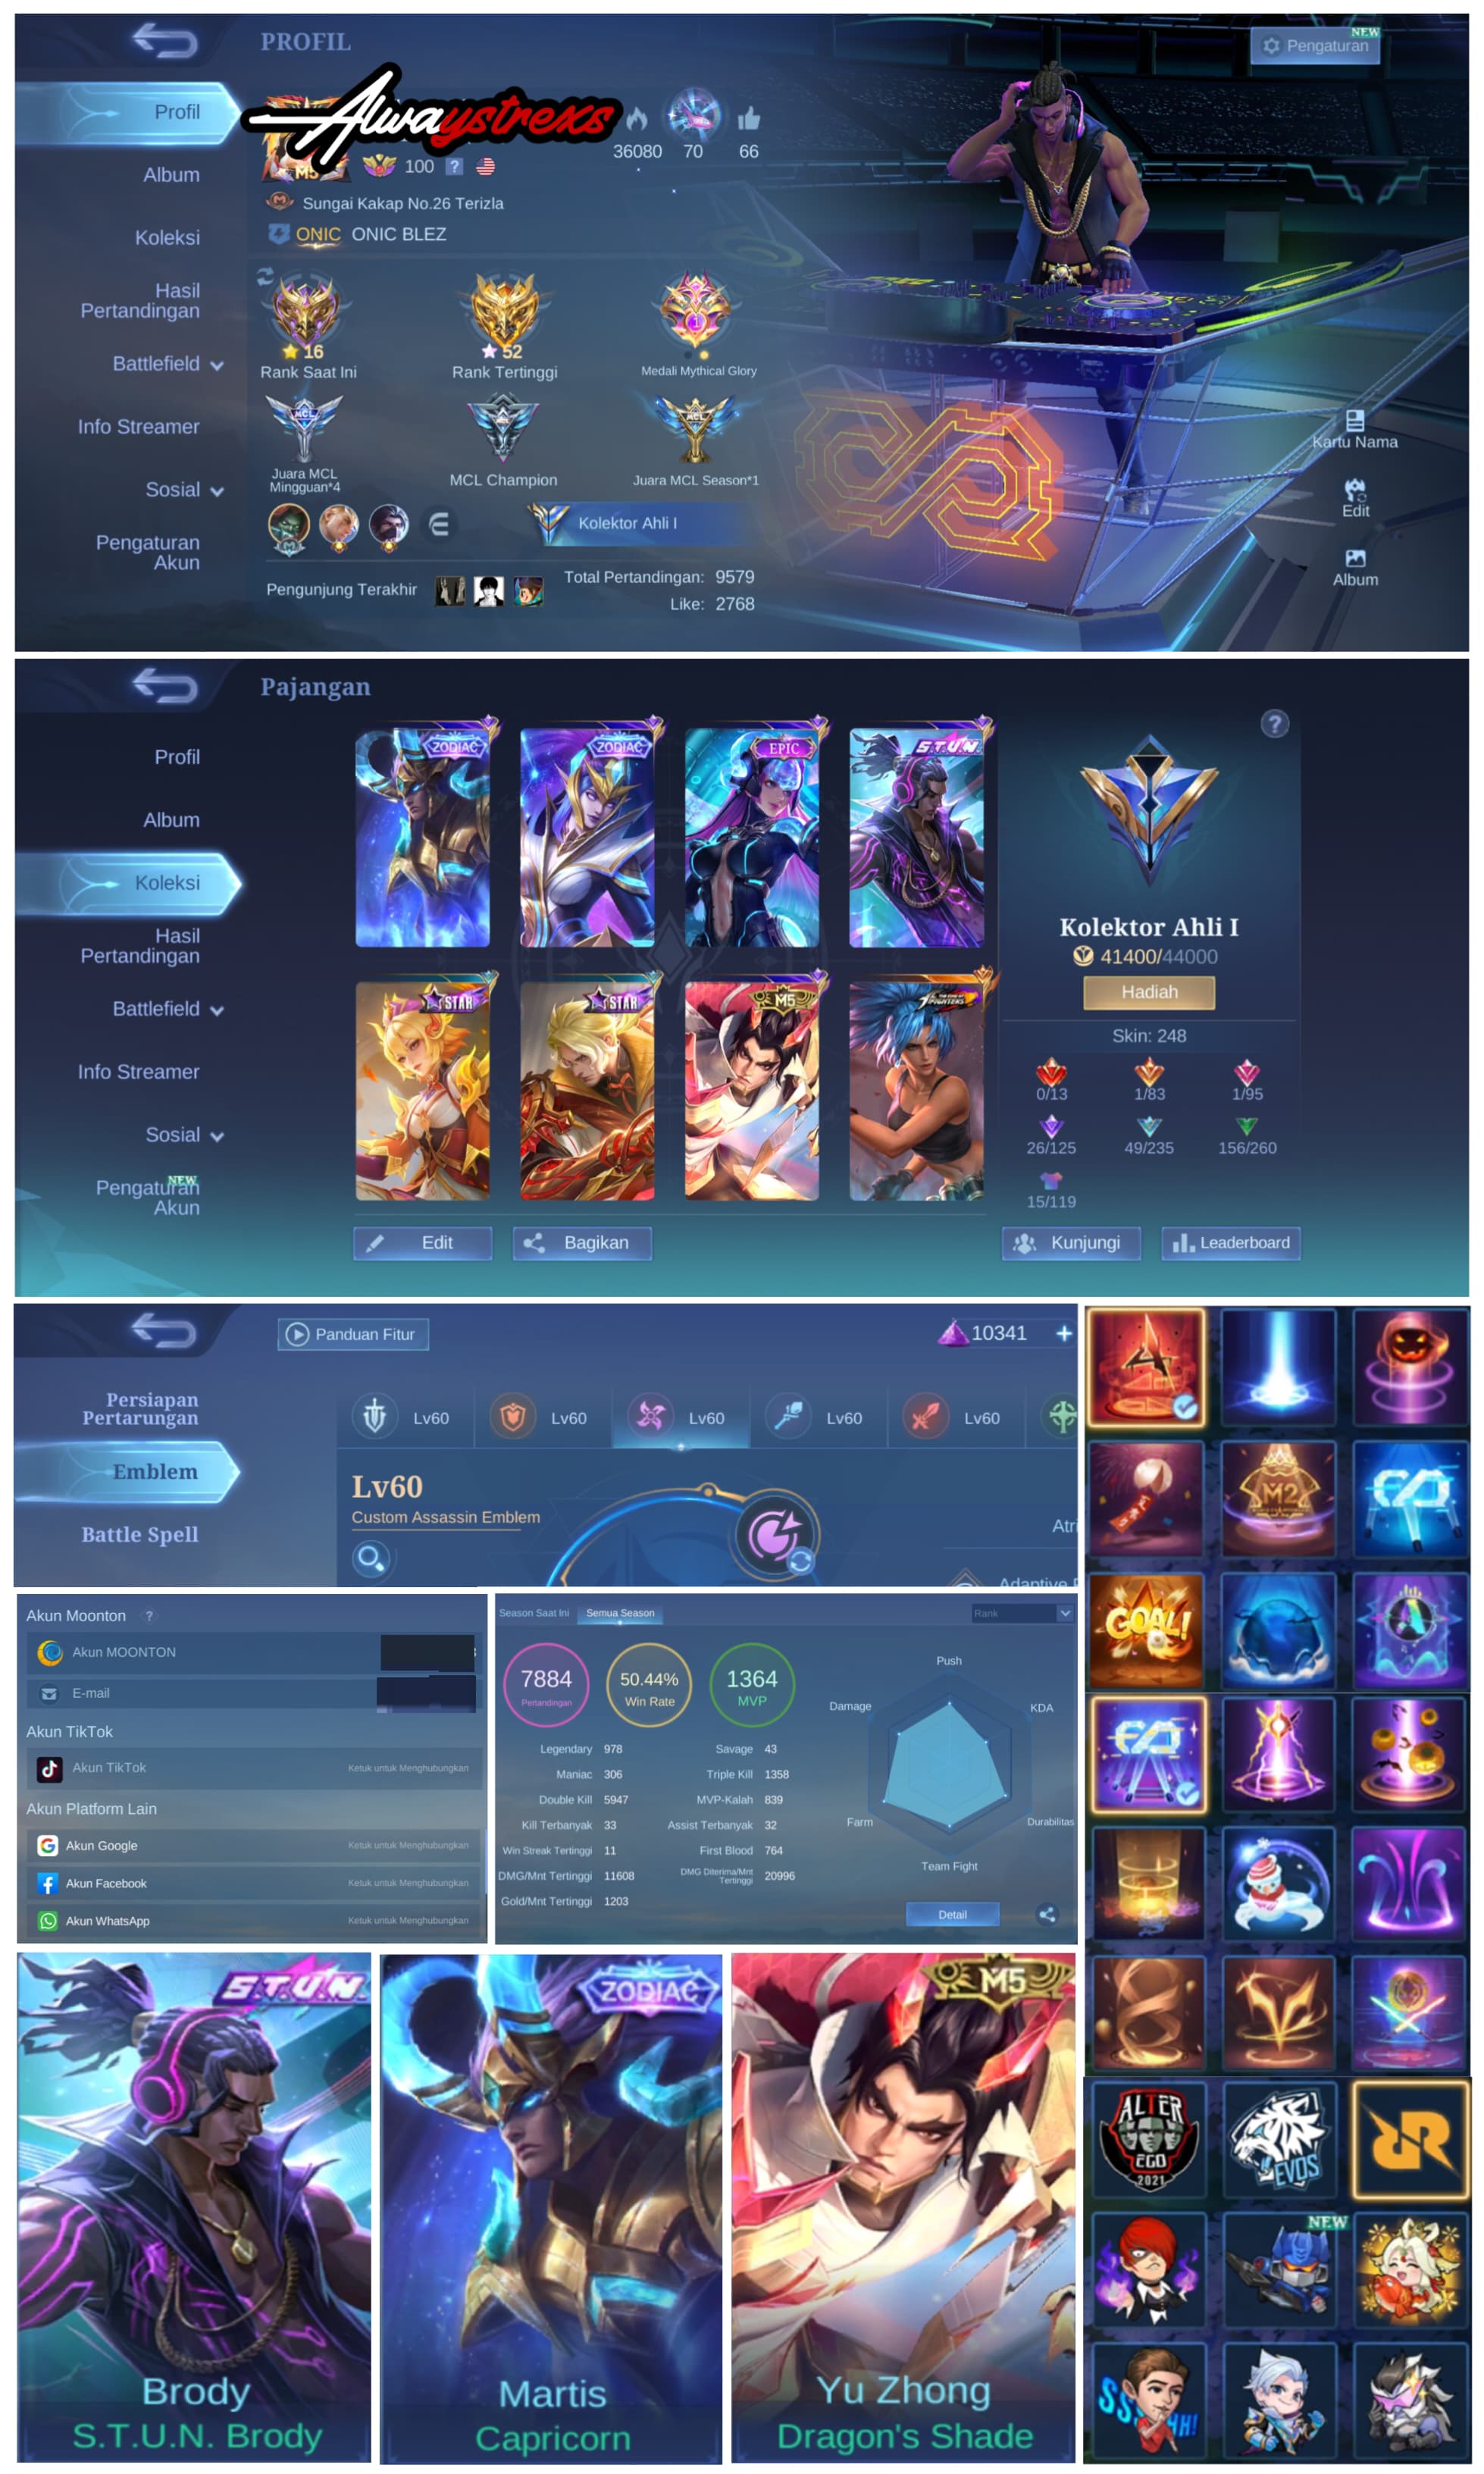 PROFIL
NEW
Pengaturan
Profil
Album
Koleksi
Hasil
Pertandingan
Battlefield
Info Streamer
Sosial
Pengaturan
Akun
Alwaystrexs
36080 70 66
100 ?
Sungai Kakap No.26 Terizla
ONIC ONIC BLEZ
16
Rank Saat Ini
52
Rank Tertinggi
1
Medali Mythical Glory
MCL
Juara MCL
Mingguan*4
MCL Champion
MCL
Juara MCL Season*1
Kolektor Ahli I
Pengunjung Terakhir
Total Pertandingan: 9579
Like: 2768
Kartu Nama
Edit
Album
Pajangan
Profil
Album
Koleksi
Hasil
Pertandingan
Battlefield
Info Streamer
Sosial
NEW
Pengaturan
Akun
ZODIAC
ZODIAC
EPIC
S.T.U.N.
STAR
STAR
M5
THE KING OF FIGHTERS
?
Kolektor Ahli I
41400/44000
Hadiah
Skin: 248
0/13 1/83 1/95
26/125 49/235 156/260
15/119
Edit
Bagikan
Kunjungi
Leaderboard
Panduan Fitur
10341 +
Persiapan
Pertarungan
Emblem
Battle Spell
Lv60 Lv60 Lv60 Lv60 Lv60
Lv60
Custom Assassin Emblem
Atri
Adaptive
M2
GOAL!
Akun Moonton ?
Akun MOONTON
E-mail
Akun TikTok
Akun TikTok Ketuk untuk Menghubungkan
Akun Platform Lain
Akun Google Ketuk untuk Menghubungkan
Akun Facebook Ketuk untuk Menghubungkan
Akun WhatsApp Ketuk untuk Menghubungkan
Season Saat Ini Semua Season
Rank
7884
Pertandingan
50.44%
Win Rate
1364
MVP
Legendary 978 Savage 43
Maniac 306 Triple Kill 1358
Double Kill 5947 MVP-Kalah 839
Kill Terbanyak 33 Assist Terbanyak 32
Win Streak Tertinggi 11 First Blood 764
DMG/Mnt Tertinggi 11608 DMG Diterima/Mnt
Tertinggi 20996
Gold/Mnt Tertinggi 1203
Push
Damage
KDA
Farm
Durabilitas
Team Fight
Detail
S.T.U.N.
Brody
S.T.U.N. Brody
ZODIAC
Martis
Capricorn
M5
Yu Zhong
Dragon's Shade
ALTER
EGO
2021
EVOS
NEW